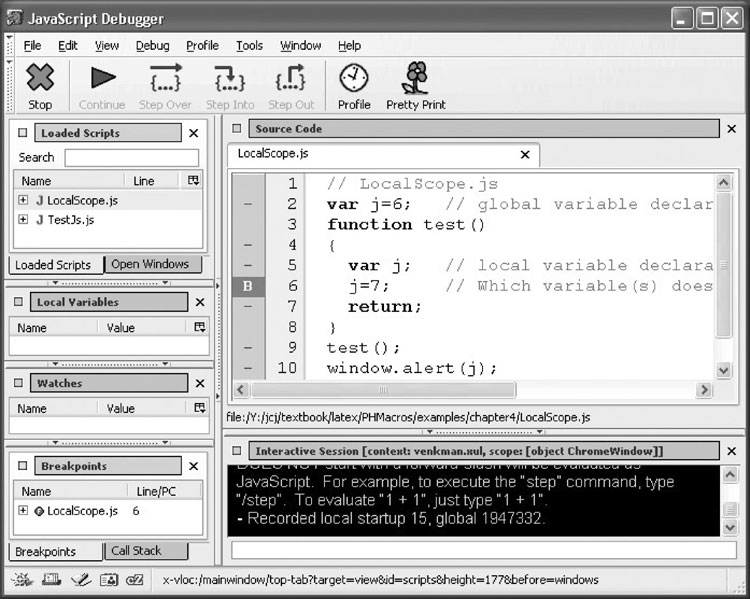 JavaScript Debugger
File Edit View Debug Profile Tools Window Help
Stop Continue Step Over Step Into Step Out Profile Pretty Print
Loaded Scripts
Search
Name Line
J LocalScope.js
J TestJs.js
Loaded Scripts Open Windows
Local Variables
Name Value
Watches
Name Value
Breakpoints
Name Line/PC
LocalScope.js 6
Breakpoints Call Stack
Source Code
LocalScope.js
1 // LocalScope.js
2 var j=6; // global variable declar
3 function test()
4 {
5 var j; // local variable declara
B 6 j=7; // Which variable(s) does
7 return;
8 }
9 test();
10 window.alert(j);
file:/Y:/jcj/textbook/latex/PHMacros/examples/chapter4/LocalScope.js
Interactive Session [context: venkman.xul, scope: [object ChromeWindow]]
DOES NOT start with a forward slash will be evaluated as
JavaScript. For example, to execute the "step" command, type
"/step". To evaluate "1 + 1", just type "1 + 1".
- Recorded local startup 15, global 1947332.
x-vloc:/mainwindow/top-tab?target=view&id=scripts&height=177&before=windows